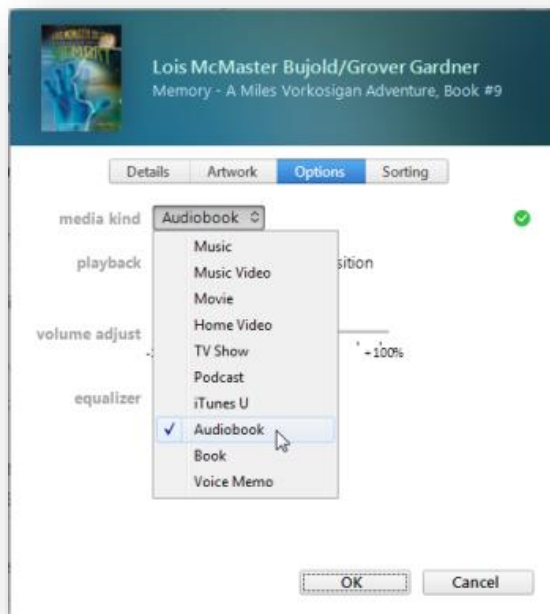 Lois McMaster Bujold/Grover Gardner
Memory - A Miles Vorkosigan Adventure, Book #9
Details Artwork Options Sorting
media kind Audiobook
Music
playback Music Video sition
Movie
Home Video
volume adjust
TV Show +100%
Podcast
equalizer iTunes U
✓ Audiobook
Book
Voice Memo
OK Cancel